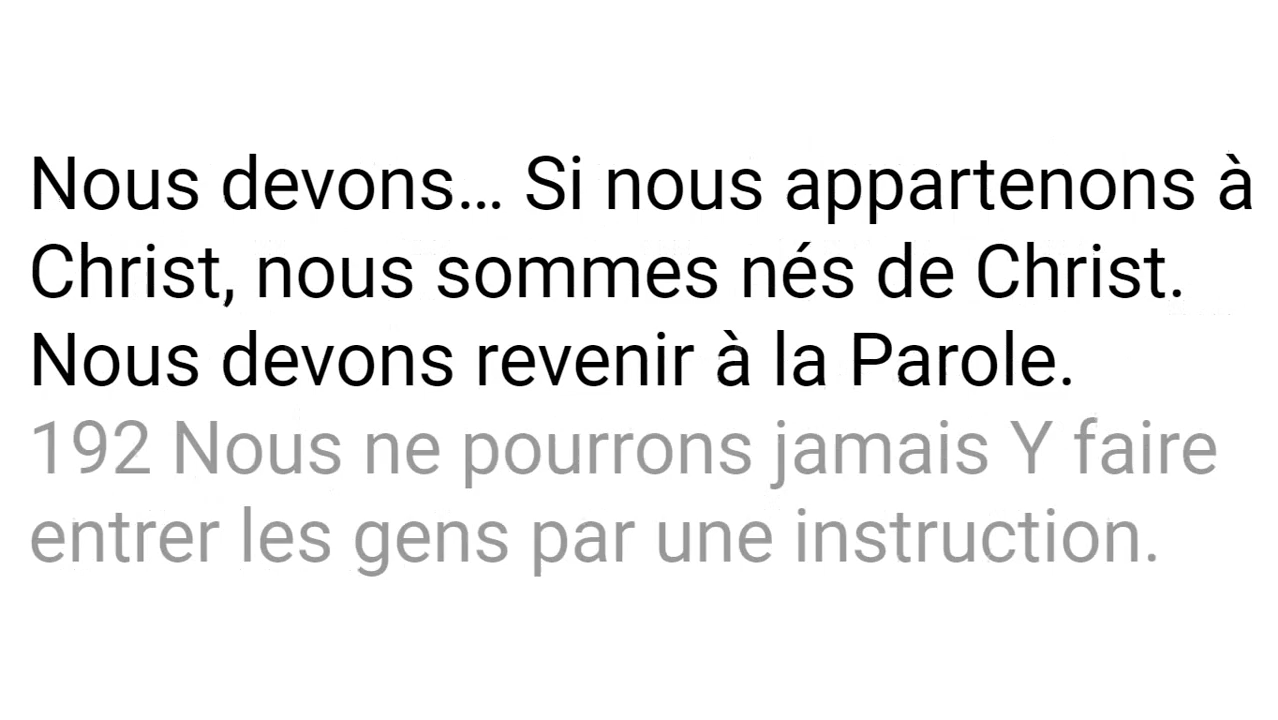 Nous devons… Si nous appartenons à
Christ, nous sommes nés de Christ.
Nous devons revenir à la Parole.
192 Nous ne pourrons jamais Y faire
entrer les gens par une instruction.